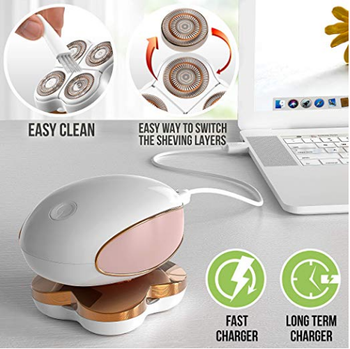 EASY CLEAN
EASY WAY TO SWITCH
THE SHEVING LAYERS
FAST
CHARGER
LONG TERM
CHARGER